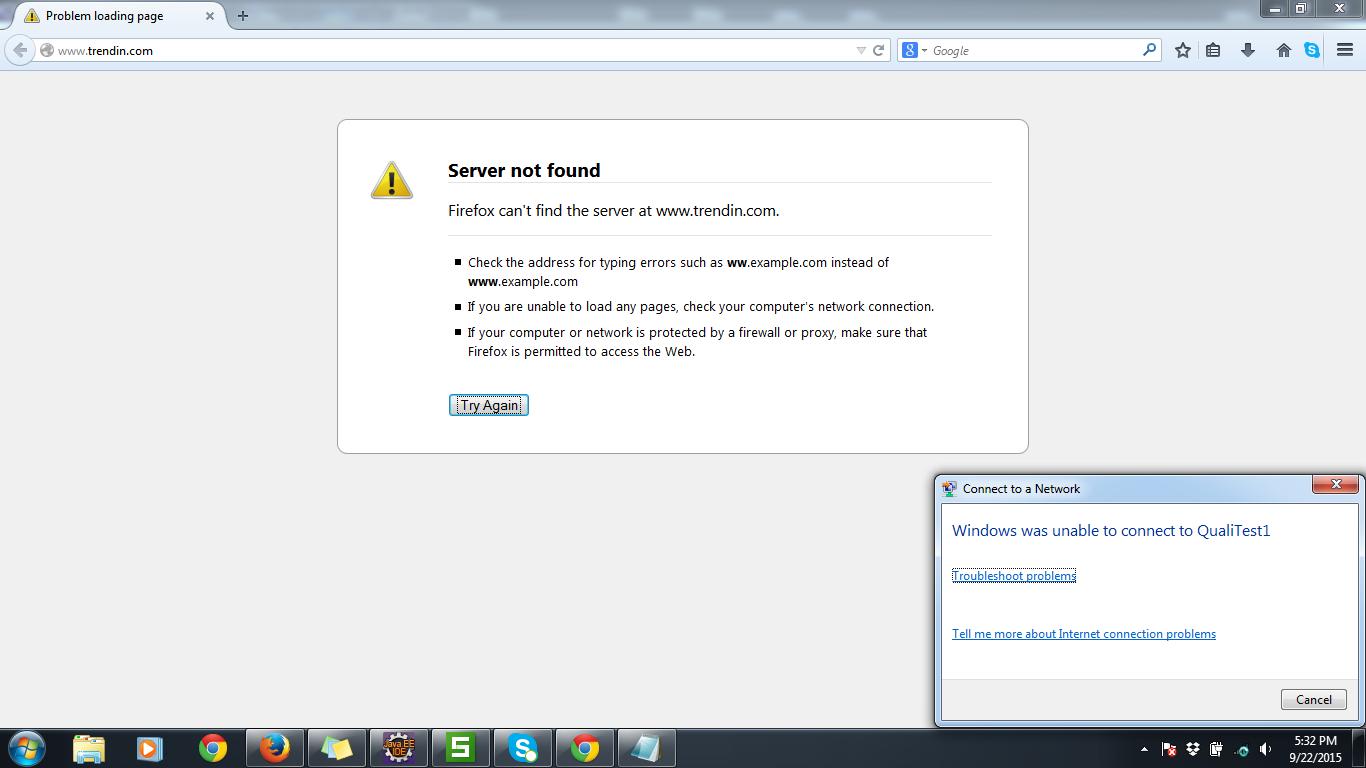 Problem loading page
www.trendin.com
Google
Server not found
Firefox can't find the server at www.trendin.com.
Check the address for typing errors such as ww.example.com instead of
www.example.com
If you are unable to load any pages, check your computer's network connection.
If your computer or network is protected by a firewall or proxy, make sure that
Firefox is permitted to access the Web.
Try Again
Connect to a Network
Windows was unable to connect to QualiTest1
Troubleshoot problems
Tell me more about Internet connection problems
Cancel
Java EE
IDE
5:32 PM
9/22/2015